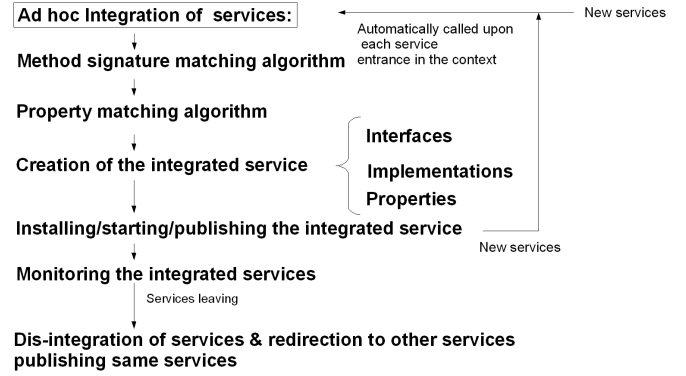 Ad hoc Integration of services:
New services
Automatically called upon
each service
entrance in the context
Method signature matching algorithm
Property matching algorithm
Creation of the integrated service
Interfaces
Implementations
Properties
Installing/starting/publishing the integrated service
New services
Monitoring the integrated services
Services leaving
Dis-integration of services & redirection to other services
publishing same services